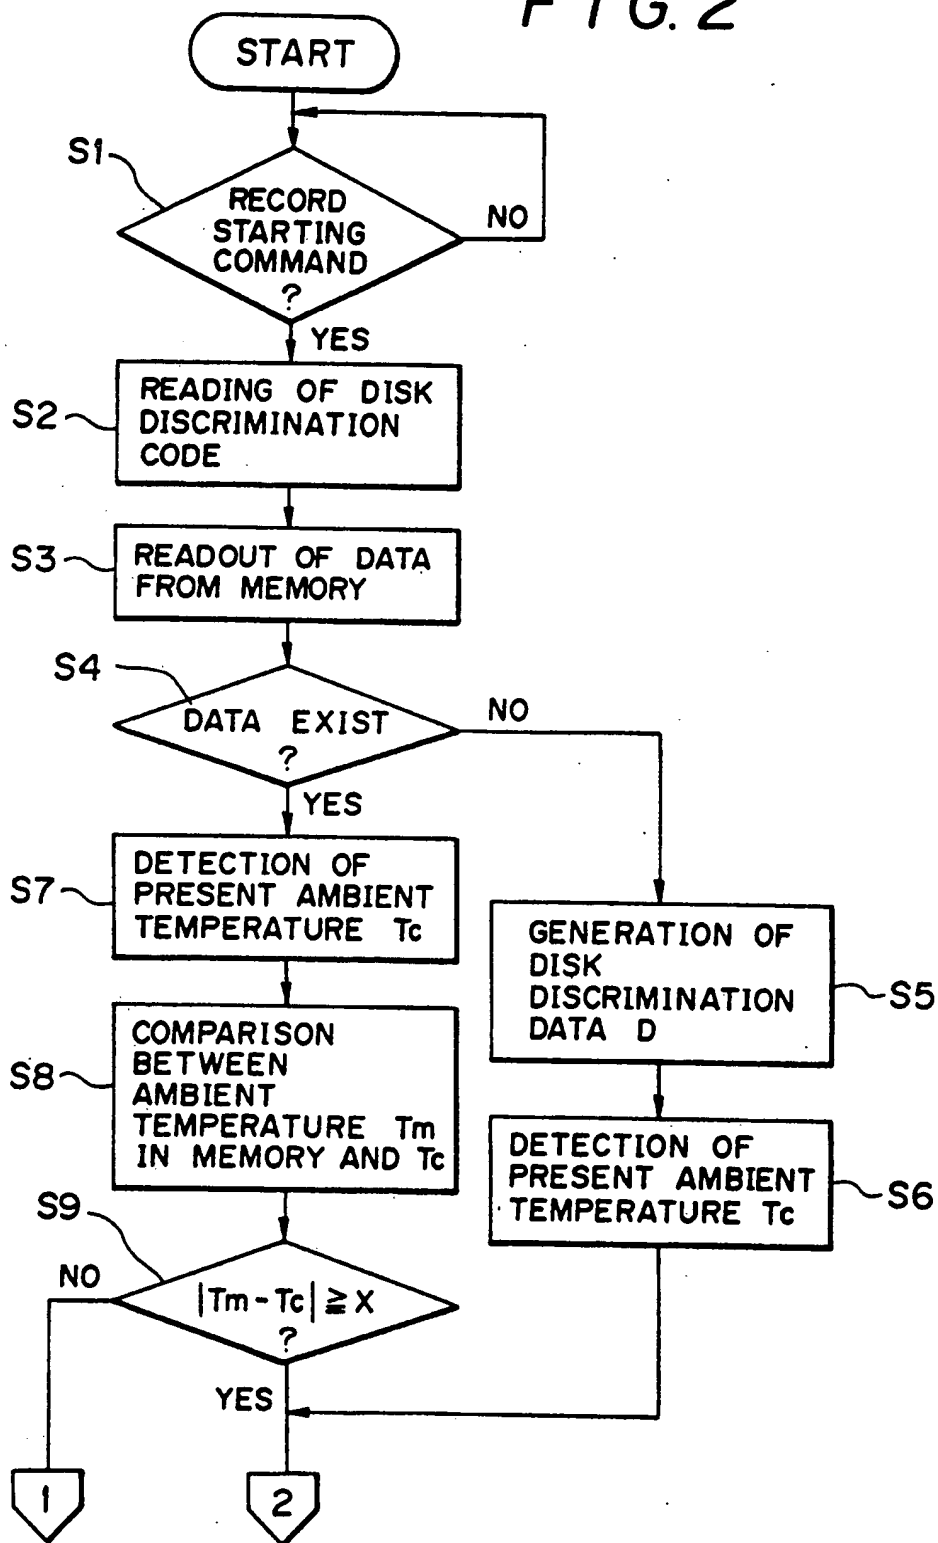 FIG. 2
START
S1
RECORD
STARTING
COMMAND
?
NO
YES
S2
READING OF DISK
DISCRIMINATION
CODE
S3
READOUT OF DATA
FROM MEMORY
S4
DATA EXIST
?
NO
YES
S7
DETECTION OF
PRESENT AMBIENT
TEMPERATURE Tc
GENERATION OF
DISK
DISCRIMINATION
DATA D
S5
S8
COMPARISON
BETWEEN
AMBIENT
TEMPERATURE Tm
IN MEMORY AND Tc
DETECTION OF
PRESENT AMBIENT
TEMPERATURE Tc
S6
S9
NO
|Tm - Tc| ≧ X
?
YES
1
2